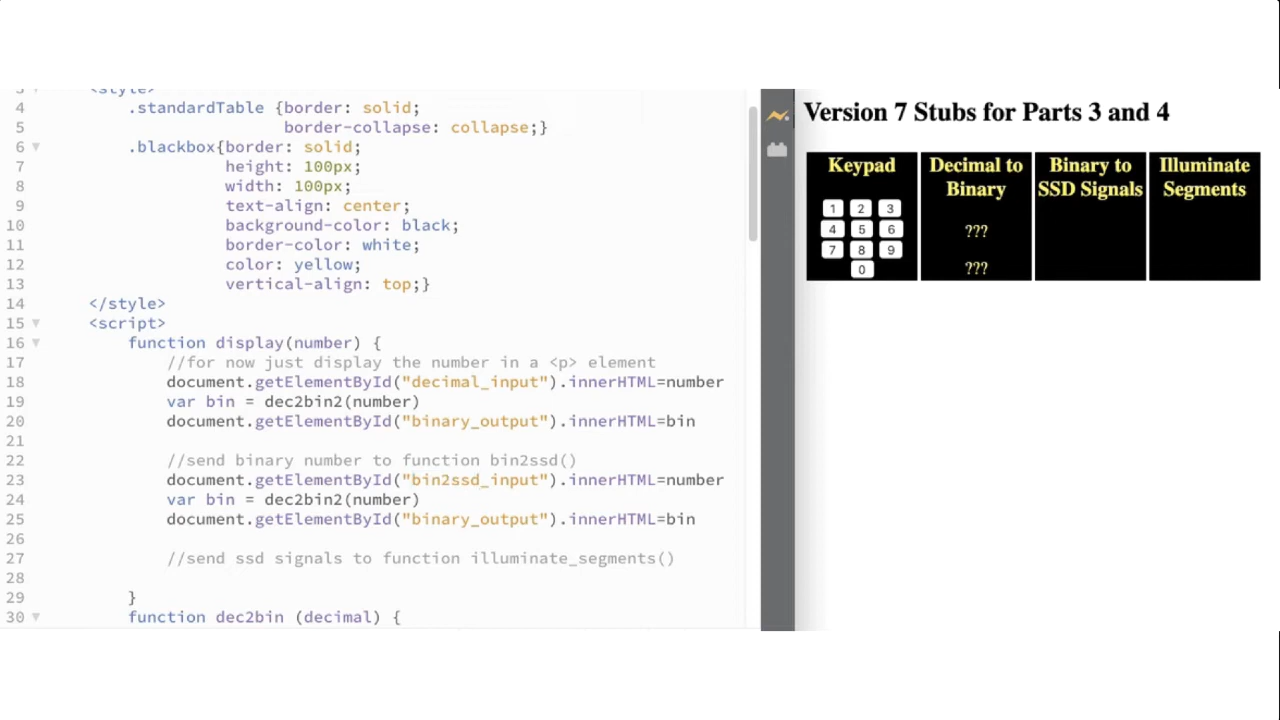 3 <style>
4 .standardTable {border: solid;
5 border-collapse: collapse;}
6 .blackbox{border: solid;
7 height: 100px;
8 width: 100px;
9 text-align: center;
10 background-color: black;
11 border-color: white;
12 color: yellow;
13 vertical-align: top;}
14 </style>
15 <script>
16 function display(number) {
17 //for now just display the number in a <p> element
18 document.getElementById("decimal_input").innerHTML=number
19 var bin = dec2bin2(number)
20 document.getElementById("binary_output").innerHTML=bin
21
22 //send binary number to function bin2ssd()
23 document.getElementById("bin2ssd_input").innerHTML=number
24 var bin = dec2bin2(number)
25 document.getElementById("binary_output").innerHTML=bin
26
27 //send ssd signals to function illuminate_segments()
28
29 }
30 function dec2bin (decimal) {
Version 7 Stubs for Parts 3 and 4
Keypad
1 2 3
4 5 6
7 8 9
0
Decimal to
Binary
???
???
Binary to
SSD Signals
Illuminate
Segments